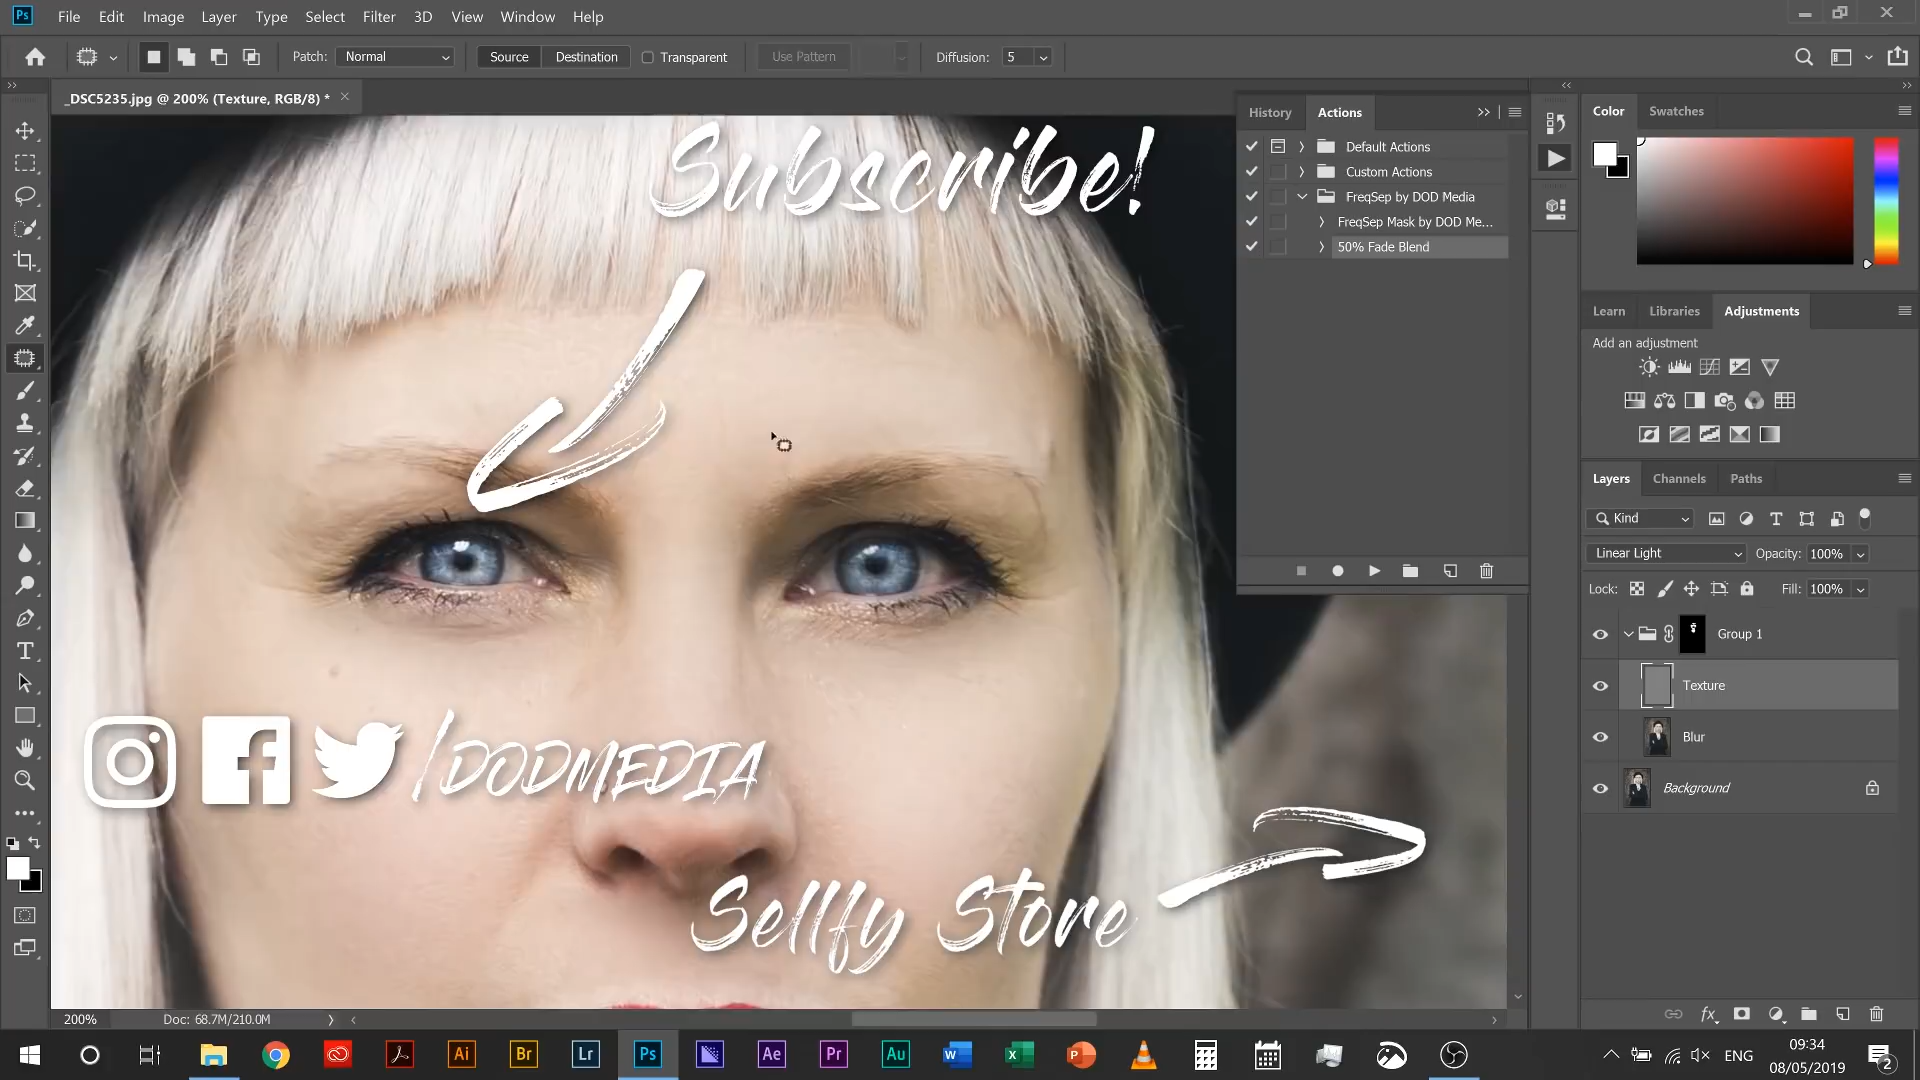 Ps File Edit Image Layer Type Select Filter 3D View Window Help
Patch: Normal Source Destination Transparent Use Pattern Diffusion: 5
_DSC5235.jpg @ 200% (Texture, RGB/8) *
History Actions
Default Actions
Custom Actions
FreqSep by DOD Media
FreqSep Mask by DOD Me...
50% Fade Blend
Color Swatches
Learn Libraries Adjustments
Add an adjustment
Layers Channels Paths
Kind
Linear Light Opacity: 100%
Lock: Fill: 100%
Group 1
Texture
Blur
Background
Subscribe!
/DODMEDIA
Sellfy Store
200% Doc: 68.7M/210.0M
Ai Br Lr Ps Ae Pr Au
ENG
09:34
08/05/2019
2